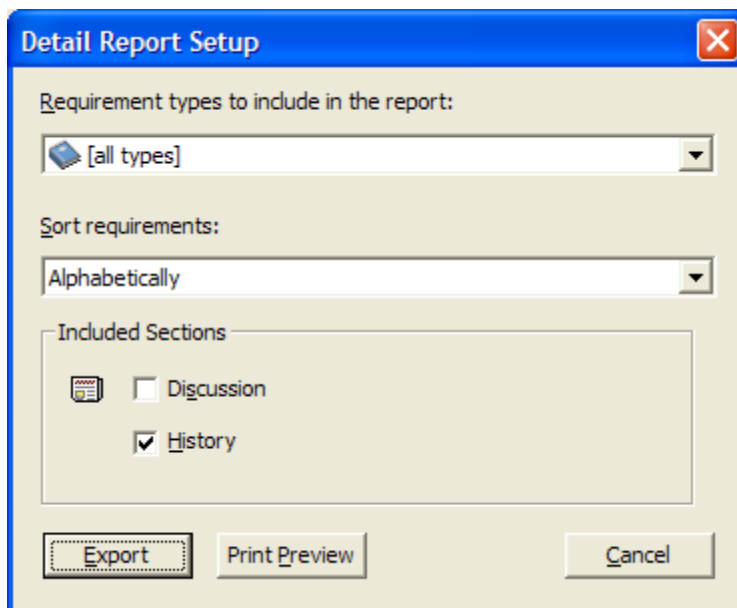 Detail Report Setup
Requirement types to include in the report:
[all types]
Sort requirements:
Alphabetically
Included Sections
Discussion
History
Export Print Preview Cancel